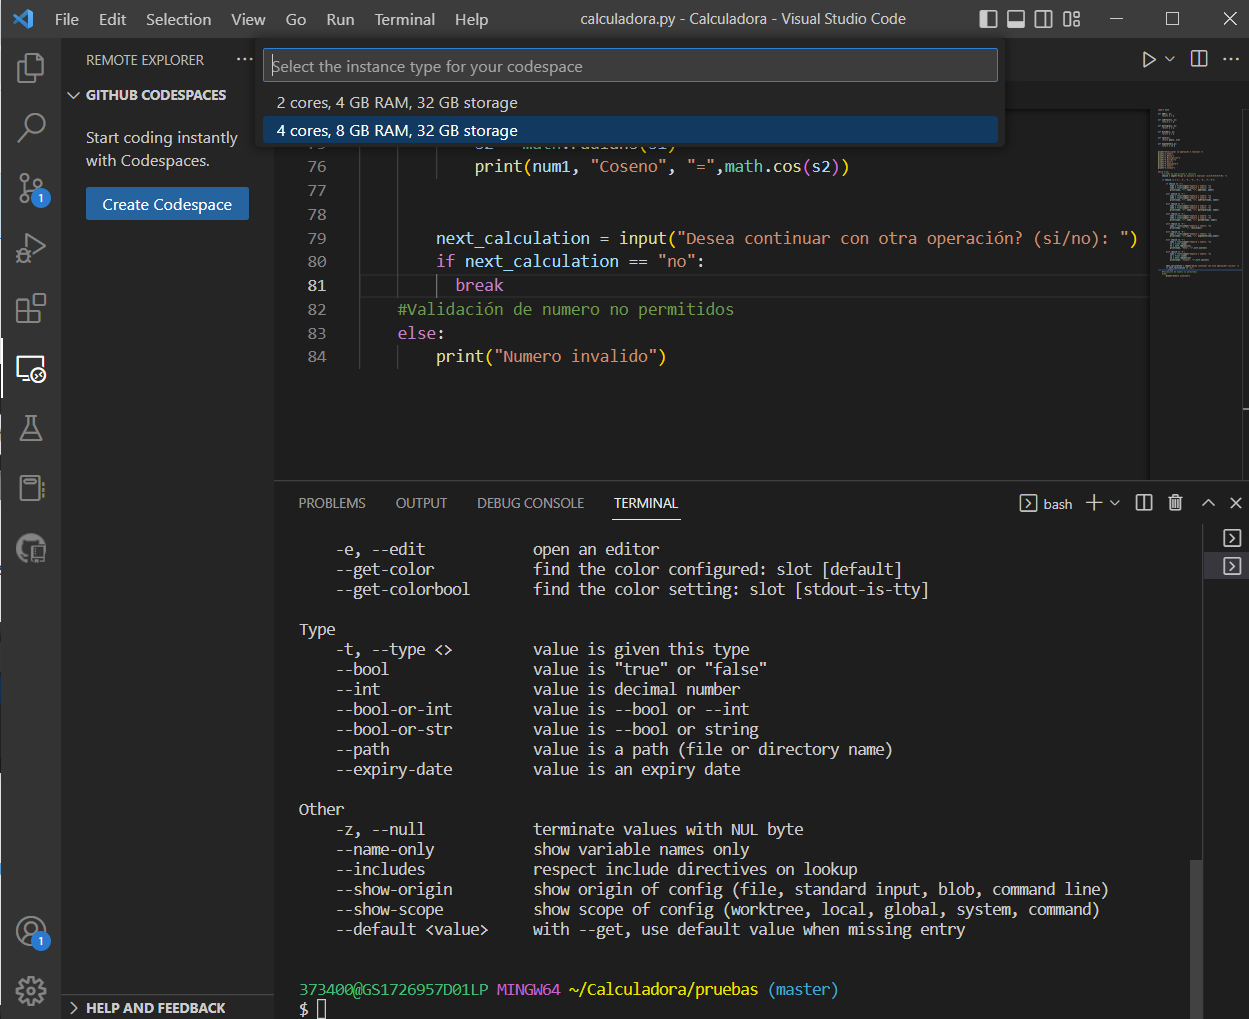 File Edit Selection View Go Run Terminal Help
calculadora.py - Calculadora - Visual Studio Code
REMOTE EXPLORER
GITHUB CODESPACES
Start coding instantly
with Codespaces.
Create Codespace
HELP AND FEEDBACK
1
1
Select the instance type for your codespace
2 cores, 4 GB RAM, 32 GB storage
4 cores, 8 GB RAM, 32 GB storage
76 print(num1, "Coseno", "=",math.cos(s2))
77
78
79 next_calculation = input("Desea continuar con otra operación? (si/no): ")
80 if next_calculation == "no":
81 break
82 #Validación de numero no permitidos
83 else:
84 print("Numero invalido")
PROBLEMS OUTPUT DEBUG CONSOLE TERMINAL
bash
-e, --edit open an editor
--get-color find the color configured: slot [default]
--get-colorbool find the color setting: slot [stdout-is-tty]
Type
-t, --type <> value is given this type
--bool value is "true" or "false"
--int value is decimal number
--bool-or-int value is --bool or --int
--bool-or-str value is --bool or string
--path value is a path (file or directory name)
--expiry-date value is an expiry date
Other
-z, --null terminate values with NUL byte
--name-only show variable names only
--includes respect include directives on lookup
--show-origin show origin of config (file, standard input, blob, command line)
--show-scope show scope of config (worktree, local, global, system, command)
--default <value> with --get, use default value when missing entry
373400@GS1726957D01LP MINGW64 ~/Calculadora/pruebas (master)
$